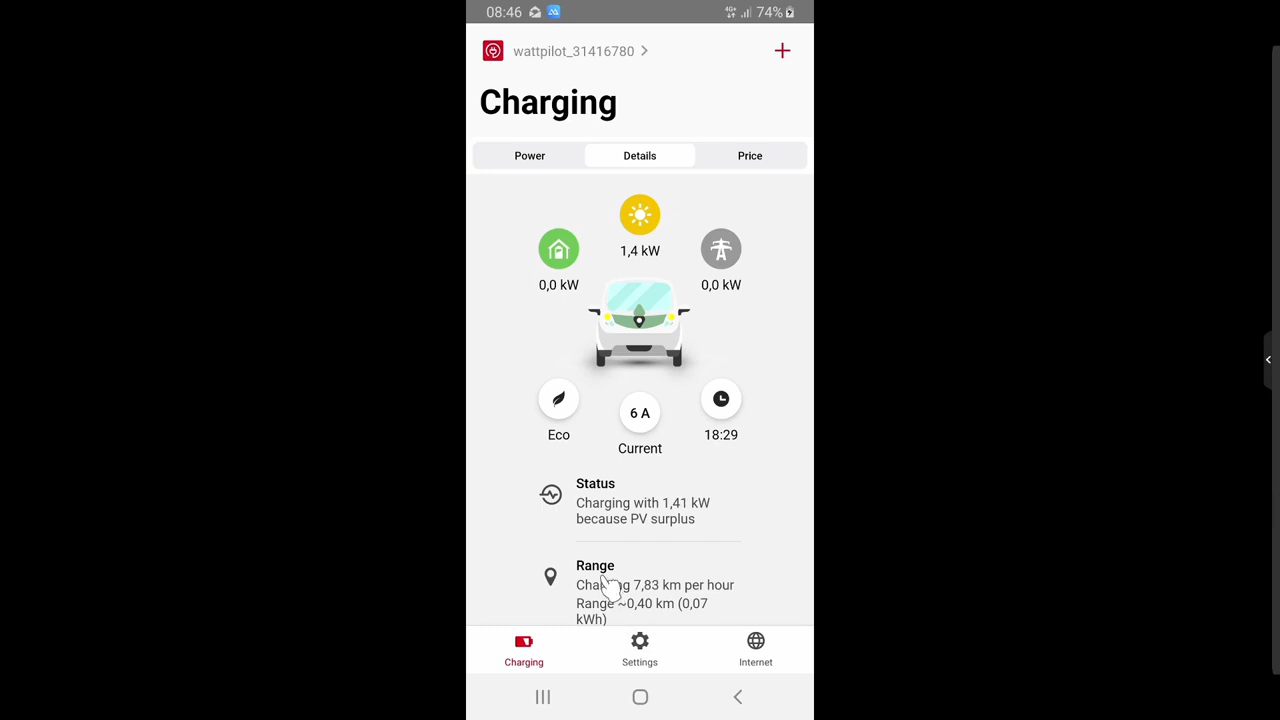 08:46
4G+ 74%
wattpilot_31416780
Charging
Power Details Price
1,4 kW
0,0 kW 0,0 kW
6 A
Eco 18:29
Current
Status
Charging with 1,41 kW
because PV surplus
Range
Charging 7,83 km per hour
Range ~0,40 km (0,07
kWh)
Charging Settings Internet